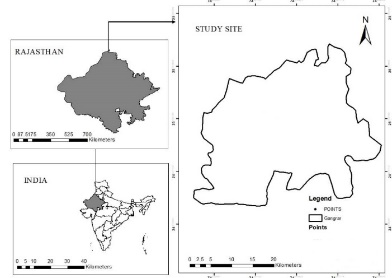 STUDY SITE
N
RAJASTHAN
0 87.5175 350 525 700
Kilometers
INDIA
0 5 10 20 30 40
Kilometers
Legend
POINTS
Gangrar
Points
0 2.5 5 10 15 20
Kilometers